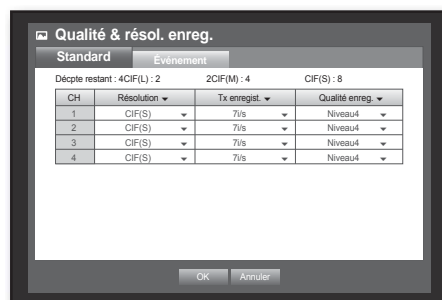 Qualité & résol. enreg.
Standard Événement
Décpte restant : 4CIF(L) : 2 2CIF(M) : 4 CIF(S) : 8
CH Résolution Tx enregist. Qualité enreg.
1 CIF(S) 7i/s Niveau4
2 CIF(S) 7i/s Niveau4
3 CIF(S) 7i/s Niveau4
4 CIF(S) 7i/s Niveau4
OK Annuler